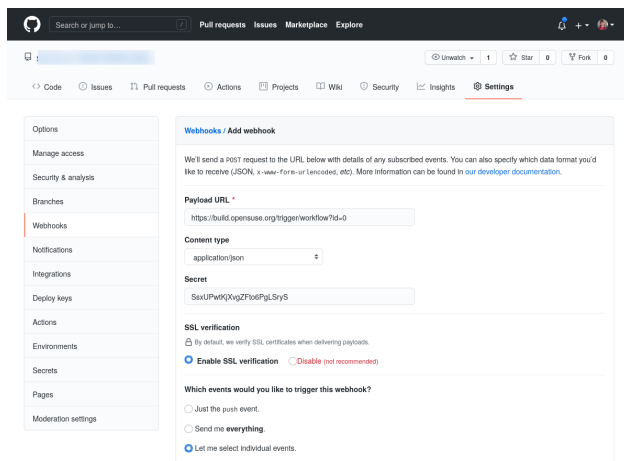 Search or jump to...
/
Pull requests Issues Marketplace Explore
Unwatch 1 Star 0 Fork 0
Code Issues Pull requests Actions Projects Wiki Security Insights Settings
Options
Manage access
Security & analysis
Branches
Webhooks
Notifications
Integrations
Deploy keys
Actions
Environments
Secrets
Pages
Moderation settings
Webhooks / Add webhook
We'll send a POST request to the URL below with details of any subscribed events. You can also specify which data format you'd
like to receive (JSON, x-www-form-urlencoded, etc). More information can be found in our developer documentation.
Payload URL *
https://build.opensuse.org/trigger/workflow?id=0
Content type
application/json
Secret
SsxUPwtKjXvgZFto6PgLSryS
SSL verification
By default, we verify SSL certificates when delivering payloads.
Enable SSL verification Disable (not recommended)
Which events would you like to trigger this webhook?
Just the push event.
Send me everything.
Let me select individual events.